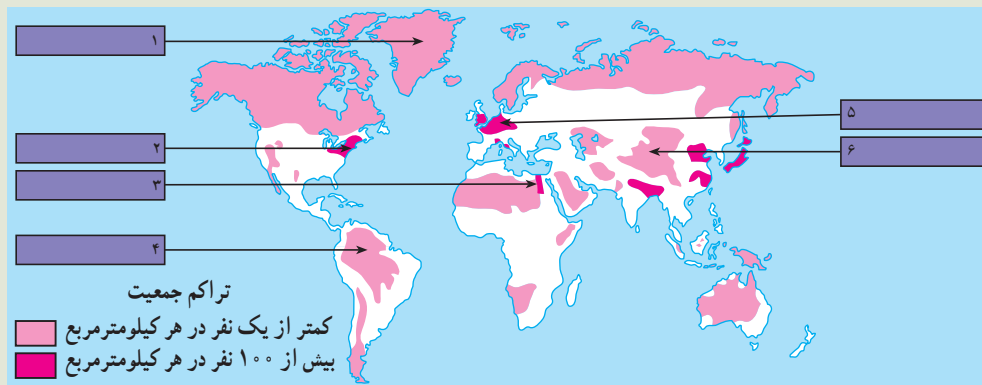 ۱
۲
۳
۴
۵
۶
تراکم جمعیت
کمتر از یک نفر در هر کیلومترمربع
بیش از ۱۰۰ نفر در هر کیلومترمربع